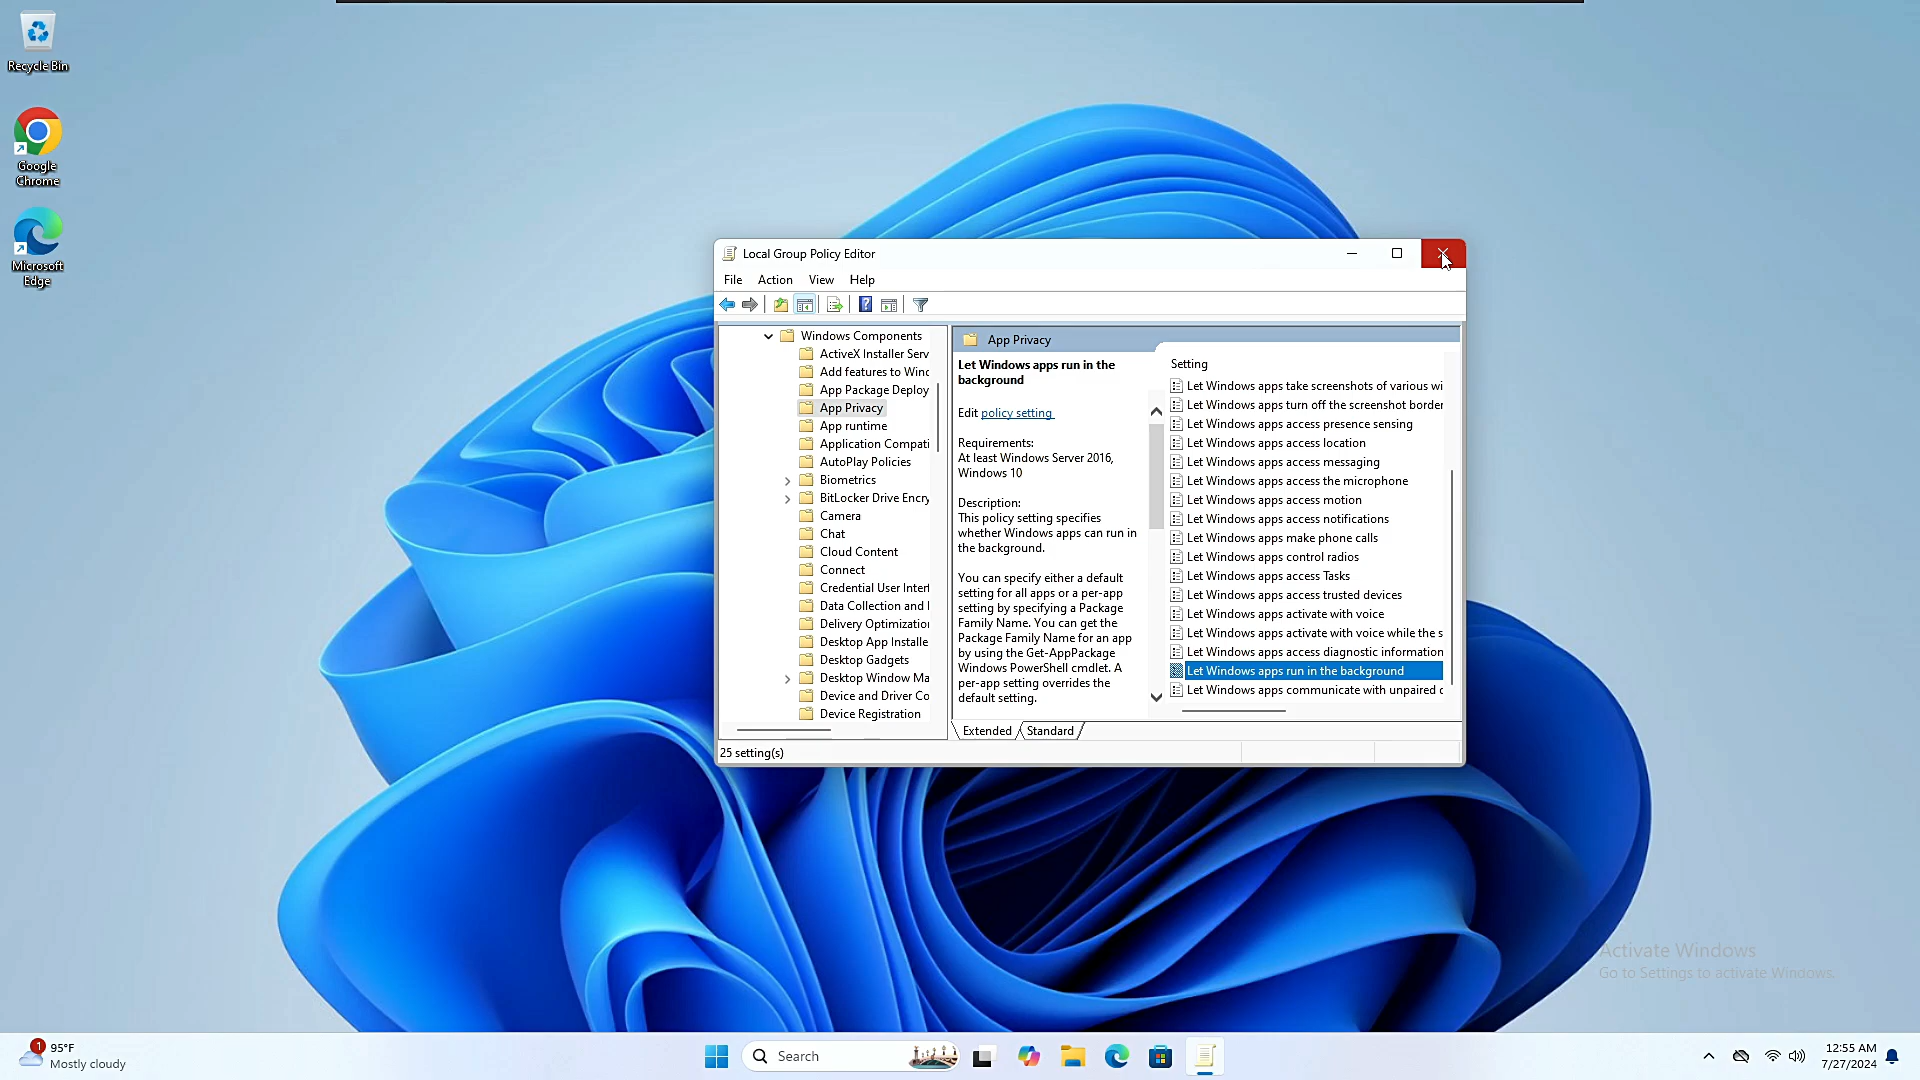 Recycle Bin
Google
Chrome
Microsoft
Edge
Local Group Policy Editor
File Action View Help
Windows Components
ActiveX Installer Serv
Add features to Winc
App Package Deploy
App Privacy
App runtime
Application Compati
AutoPlay Policies
Biometrics
BitLocker Drive Encry
Camera
Chat
Cloud Content
Connect
Credential User Interf
Data Collection and
Delivery Optimization
Desktop App Installe
Desktop Gadgets
Desktop Window Ma
Device and Driver Co
Device Registration
App Privacy
Let Windows apps run in the
background
Edit policy setting
Requirements:
At least Windows Server 2016,
Windows 10
Description:
This policy setting specifies
whether Windows apps can run in
the background.
You can specify either a default
setting for all apps or a per-app
setting by specifying a Package
Family Name. You can get the
Package Family Name for an app
by using the Get-AppPackage
Windows PowerShell cmdlet. A
per-app setting overrides the
default setting.
Setting
Let Windows apps take screenshots of various wi
Let Windows apps turn off the screenshot border
Let Windows apps access presence sensing
Let Windows apps access location
Let Windows apps access messaging
Let Windows apps access the microphone
Let Windows apps access motion
Let Windows apps access notifications
Let Windows apps make phone calls
Let Windows apps control radios
Let Windows apps access Tasks
Let Windows apps access trusted devices
Let Windows apps activate with voice
Let Windows apps activate with voice while the s
Let Windows apps access diagnostic information
Let Windows apps run in the background
Let Windows apps communicate with unpaired
Extended Standard
25 setting(s)
Activate Windows
Go to Settings to activate Windows.
1
95°F
Mostly cloudy
Search
12:55 AM
7/27/2024